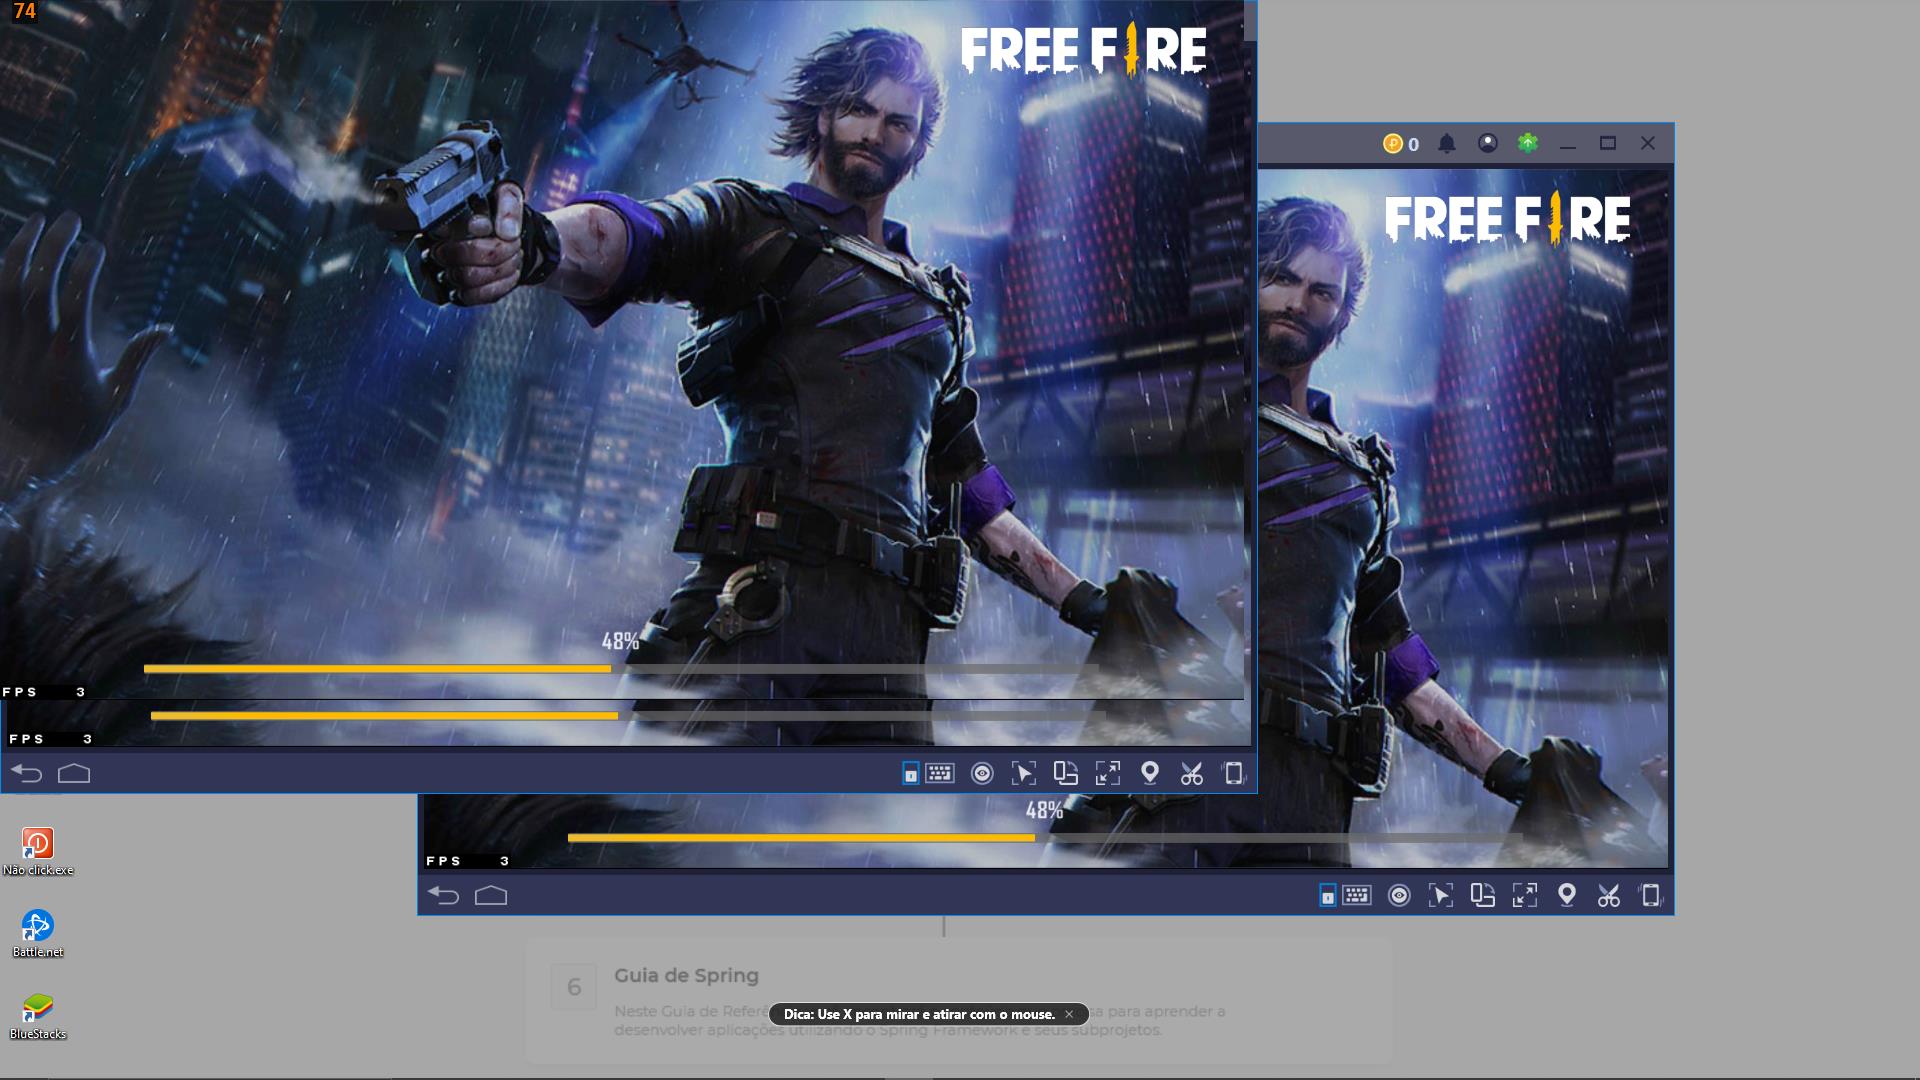 74
FREE FIRE
0
FREE FIRE
48%
FPS 3
FPS 3
48%
FPS 3
Não click.exe
Battle.net
BlueStacks
6
Guia de Spring
Neste Guia de Refer sa para aprender a
desenvolver aplicações utilizando o Spring Framework e seus subprojetos.
Dica: Use X para mirar e atirar com o mouse.